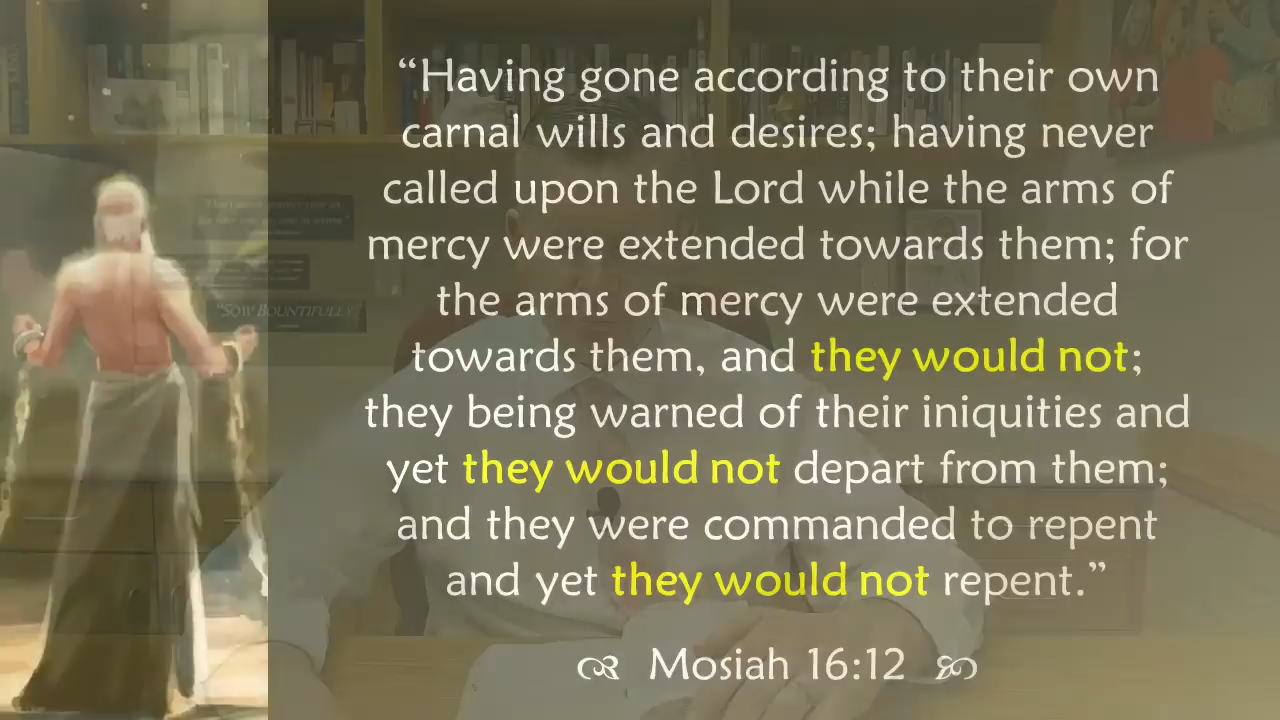 “Having gone according to their own
carnal wills and desires; having never
called upon the Lord while the arms of
mercy were extended towards them; for
the arms of mercy were extended
towards them, and they would not;
they being warned of their iniquities and
yet they would not depart from them;
and they were commanded to repent
and yet they would not repent.”
Mosiah 16:12
"SOW BOUNTIFULLY"